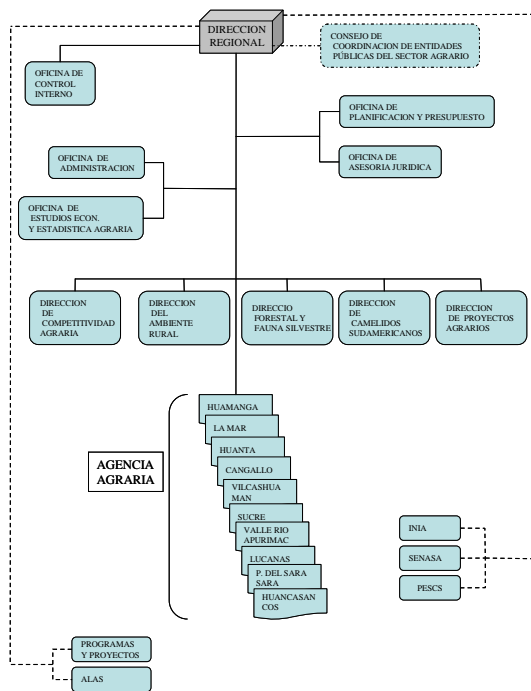 DIRECCION
REGIONAL
CONSEJO DE
COORDINACION DE ENTIDADES
PÚBLICAS DEL SECTOR AGRARIO
OFICINA DE
CONTROL
INTERNO
OFICINA DE
PLANIFICACION Y PRESUPUESTO
OFICINA DE
ADMINISTRACION
OFICINA DE
ASESORIA JURIDICA
OFICINA DE
ESTUDIOS ECON.
Y ESTADISTICA AGRARIA
DIRECCION
DE
COMPETITIVIDAD
AGRARIA
DIRECCION
DEL
AMBIENTE
RURAL
DIRECCIO
FORESTAL Y
FAUNA SILVESTRE
DIRECCION
DE
CAMELIDOS
SUDAMERICANOS
DIRECCION
DE PROYECTOS
AGRARIOS
AGENCIA
AGRARIA
HUAMANGA
LA MAR
HUANTA
CANGALLO
VILCASHUA
MAN
SUCRE
VALLE RIO
APURIMAC
LUCANAS
P. DEL SARA
SARA
HUANCASAN
COS
INIA
SENASA
PESCS
PROGRAMAS
Y PROYECTOS
ALAS